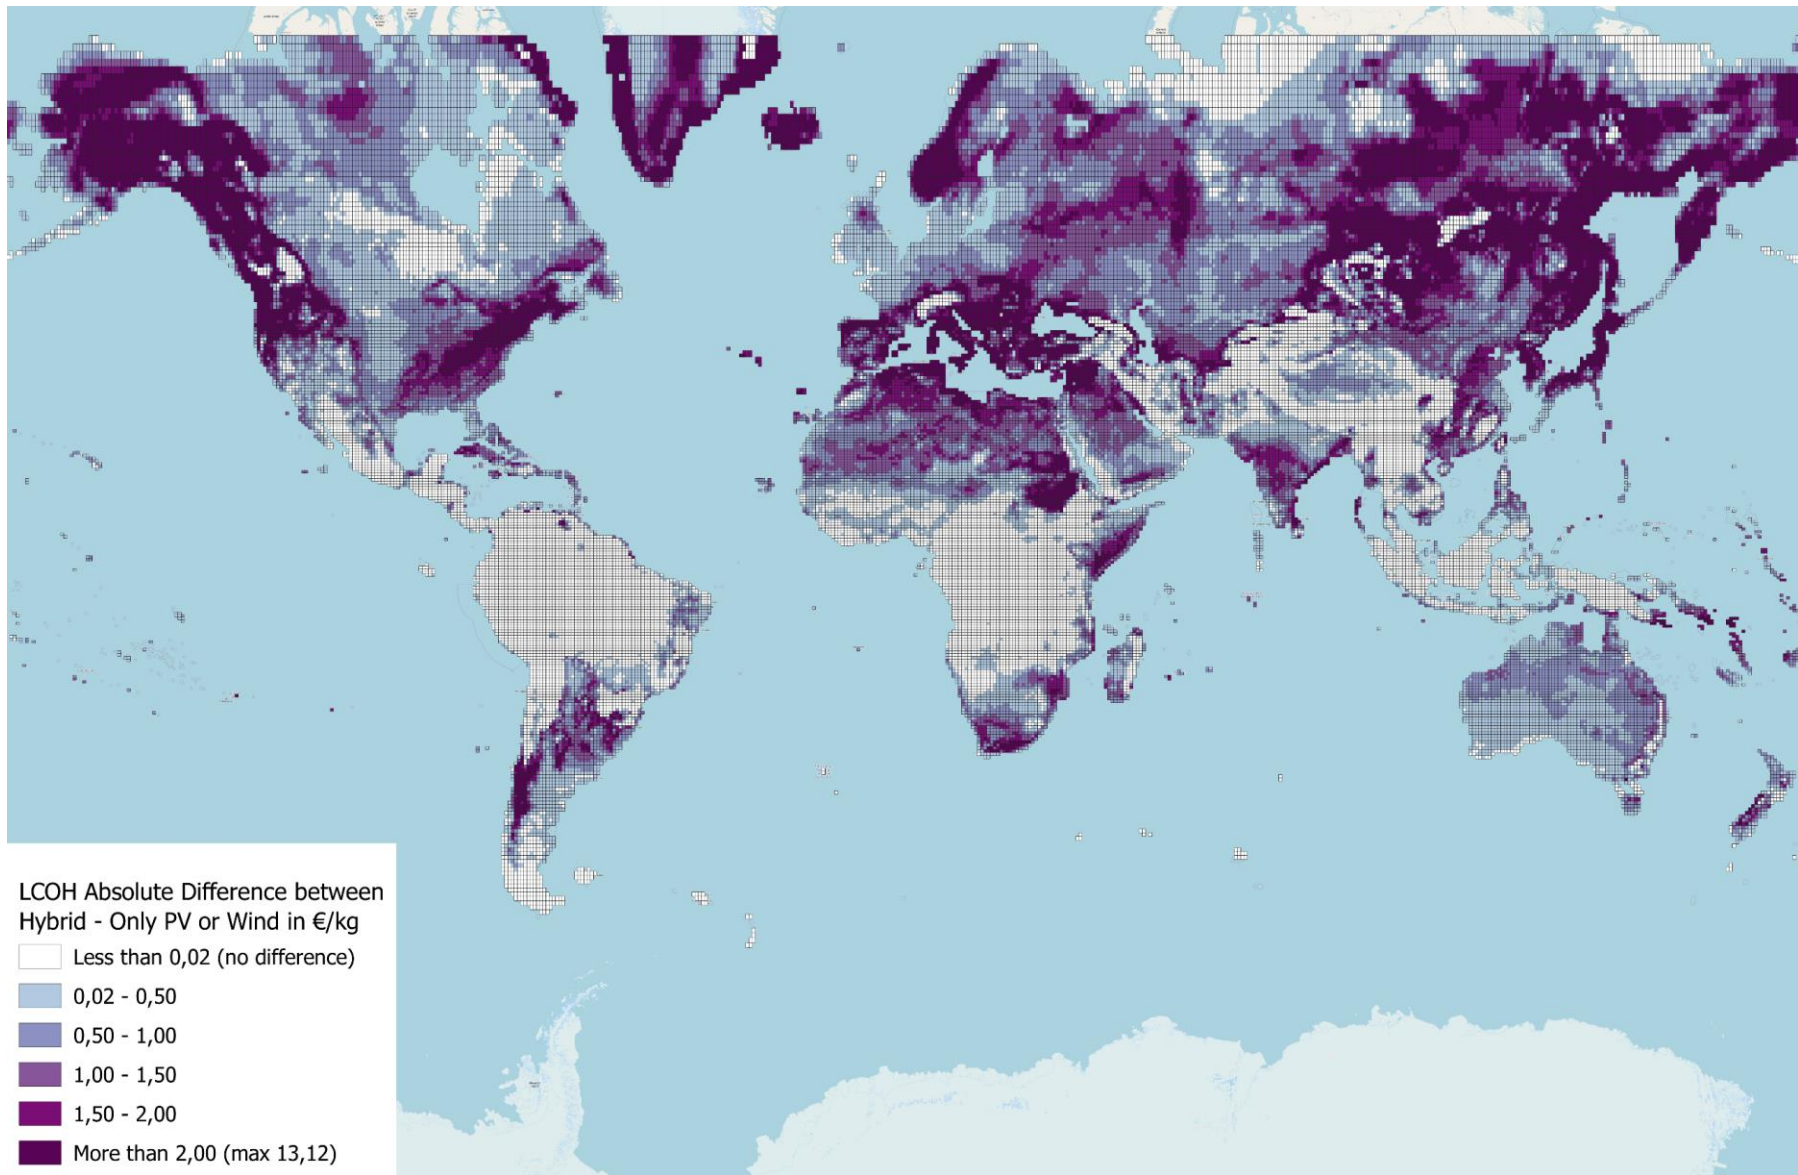 LCOH Absolute Difference between
Hybrid - Only PV or Wind in €/kg
Less than 0,02 (no difference)
0,02 - 0,50
0,50 - 1,00
1,00 - 1,50
1,50 - 2,00
More than 2,00 (max 13,12)